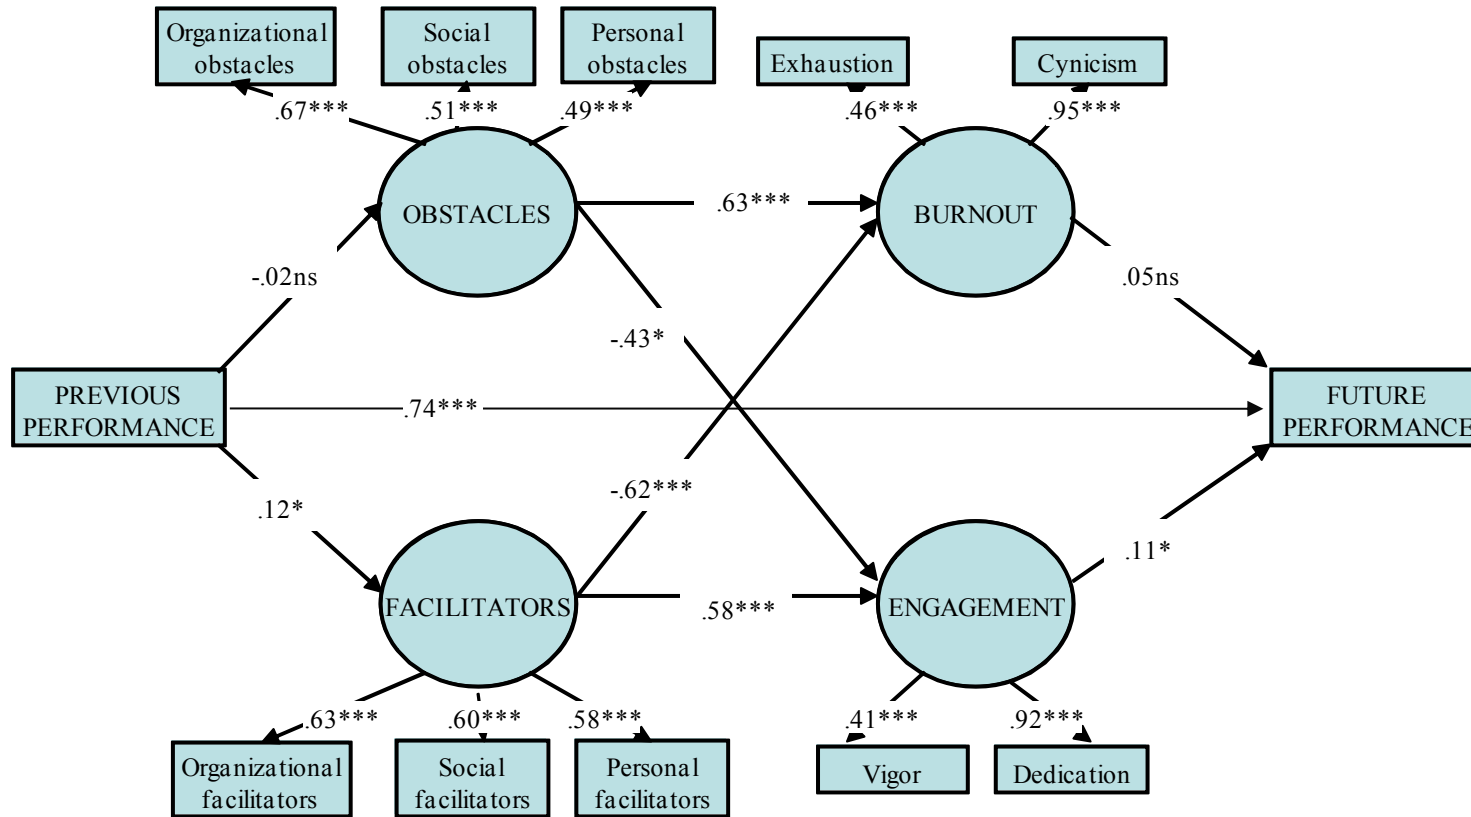 Organizational
obstacles
Social
obstacles
Personal
obstacles
Exhaustion
Cynicism
.67***
.51***
.49***
.46***
.95***
OBSTACLES
.63***
BURNOUT
-.02ns
.05ns
-.43*
PREVIOUS
PERFORMANCE
.74***
FUTURE
PERFORMANCE
-.62***
.12*
.11*
FACILITATORS
.58***
ENGAGEMENT
.63***
.60***
.58***
.41***
.92***
Organizational
facilitators
Social
facilitators
Personal
facilitators
Vigor
Dedication